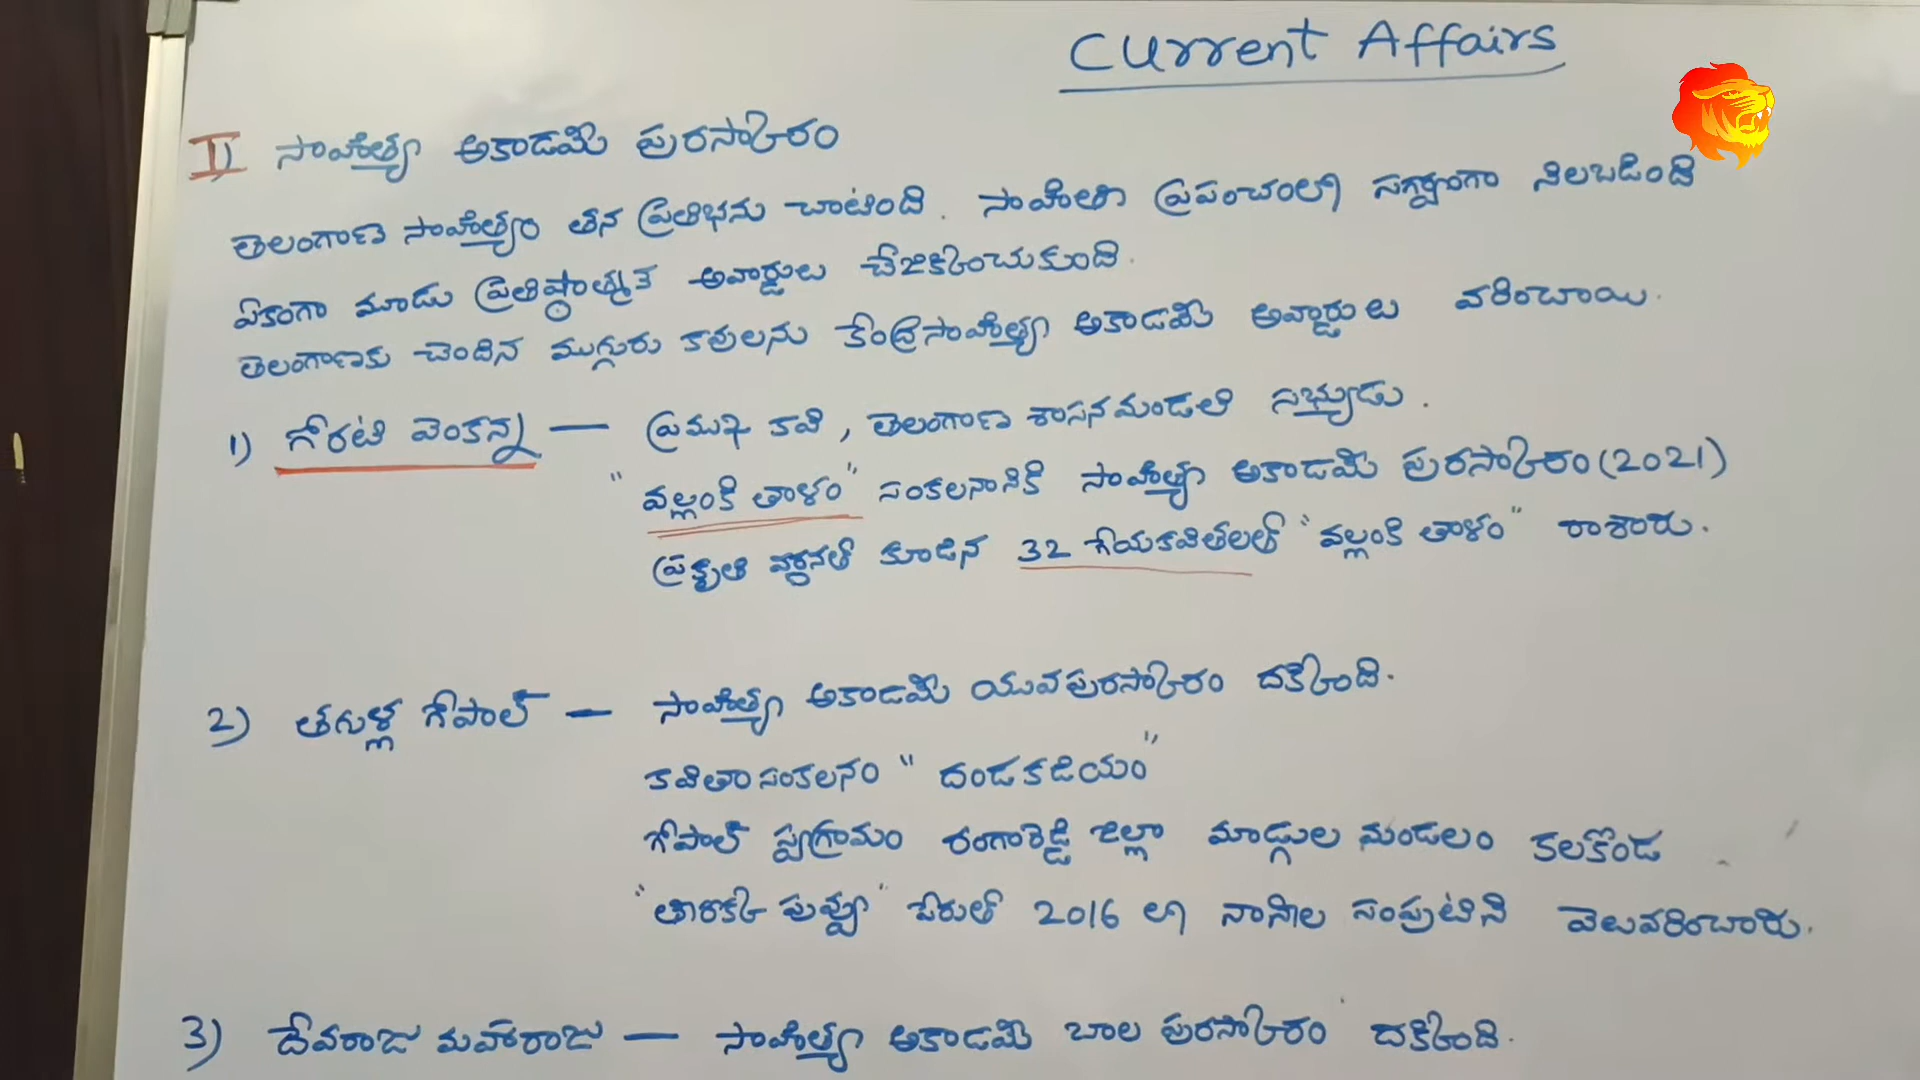 Current Affairs
I) సాహిత్య అకాడమీ పురస్కారం
తెలంగాణ సాహిత్యం తన ప్రతిభను చాటింది. సాహితీ ప్రపంచంలో సగర్వంగా నిలబడింది
ఏకంగా మూడు ప్రతిష్ఠాత్మక అవార్డులు చేజిక్కించుకుంది.
తెలంగాణకు చెందిన ముగ్గురు కవులను కేంద్రసాహిత్య అకాడమీ అవార్డులు వరించాయి.
1) గోరటి వెంకన్న — ప్రముఖ కవి, తెలంగాణ శాసనమండలి సభ్యుడు.
"వల్లంకి తాళం" సంకలనానికి సాహిత్య అకాడమీ పురస్కారం (2021)
ప్రకృతి వర్ణనతో కూడిన 32 గేయకవితలతో "వల్లంకి తాళం" రాశారు.
2) తగుళ్ల గోపాల్ — సాహిత్య అకాడమీ యువపురస్కారం దక్కింది.
కవితాసంకలనం "దండకడియం"
గోపాల్ స్వగ్రామం రంగారెడ్డి జిల్లా మాడ్గుల మండలం కలకొండ
"తీరొక్క పువ్వు" పేరుతో 2016 లో నానీల సంపుటిని వెలువరించారు.
3) దేవరాజు మహారాజు — సాహిత్య అకాడమీ బాల పురస్కారం దక్కింది.